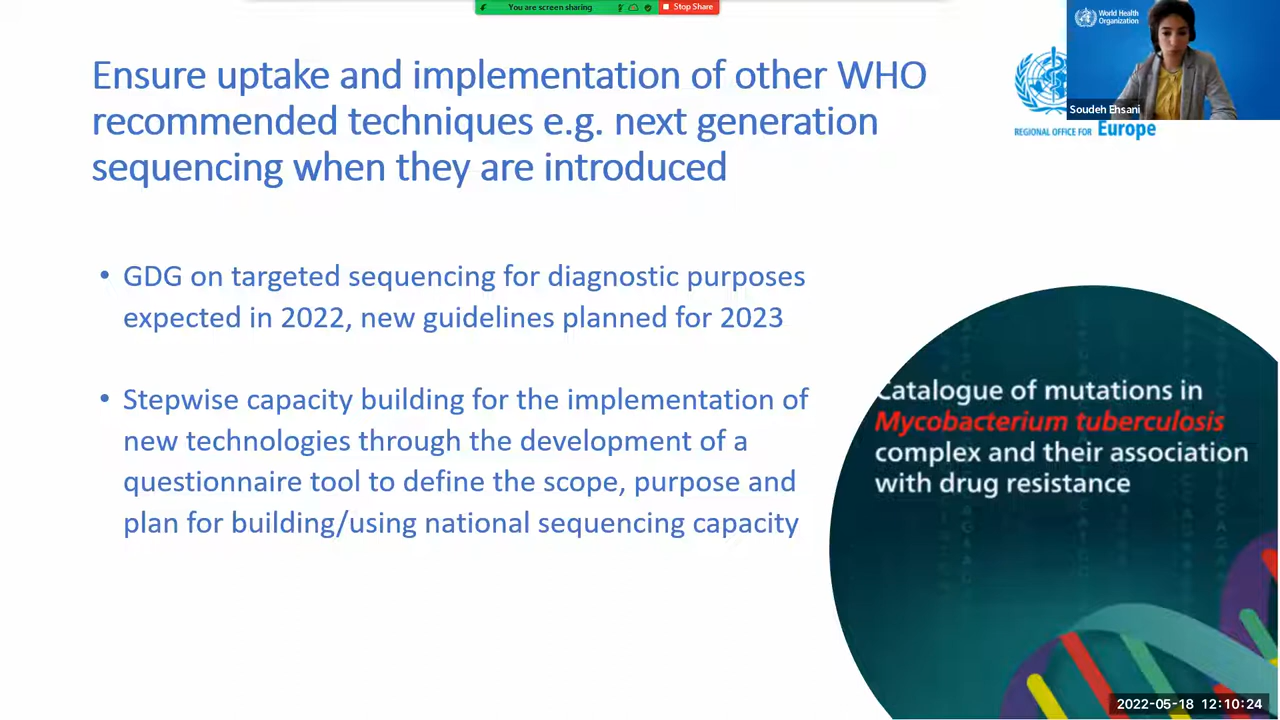 You are screen sharing
Stop Share
World Health
Organization
Soudeh Ehsani
REGIONAL OFFICE FOR Europe
Ensure uptake and implementation of other WHO
recommended techniques e.g. next generation
sequencing when they are introduced
• GDG on targeted sequencing for diagnostic purposes
expected in 2022, new guidelines planned for 2023
• Stepwise capacity building for the implementation of
new technologies through the development of a
questionnaire tool to define the scope, purpose and
plan for building/using national sequencing capacity
Catalogue of mutations in
Mycobacterium tuberculosis
complex and their association
with drug resistance
2022-05-18 12:10:24